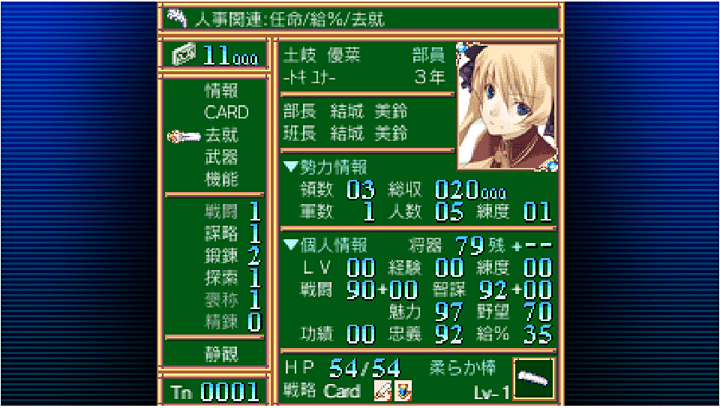 人事関連:任命/給%/去就
11000
情報
CARD
去就
武器
機能
戦闘 1
謀略 1
鍛錬 2
探索 1
褒称 1
精錬 0
静観
Tn 0001
土岐 優菜 部員
-ﾄｷ ﾕﾅ- 3年
部長 結城 美鈴
班長 結城 美鈴
▼勢力情報
領数 03 総収 020000
軍数 1 人数 05 練度 01
▼個人情報 将器 79 残 +--
LV 00 経験 00 練度 00
戦闘 90+00 智謀 92+00
魅力 97 野望 70
功績 00 忠義 92 給% 35
HP 54/54 柔らか棒
戦略 Card Lv-1